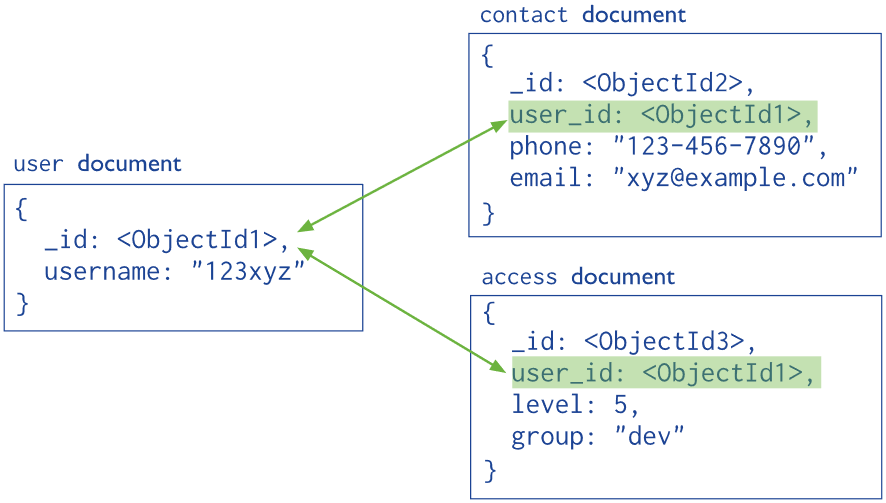 user document
{
_id: <ObjectId1>,
username: "123xyz"
}
contact document
{
_id: <ObjectId2>,
user_id: <ObjectId1>,
phone: "123-456-7890",
email: "xyz@example.com"
}
access document
{
_id: <ObjectId3>,
user_id: <ObjectId1>,
level: 5,
group: "dev"
}